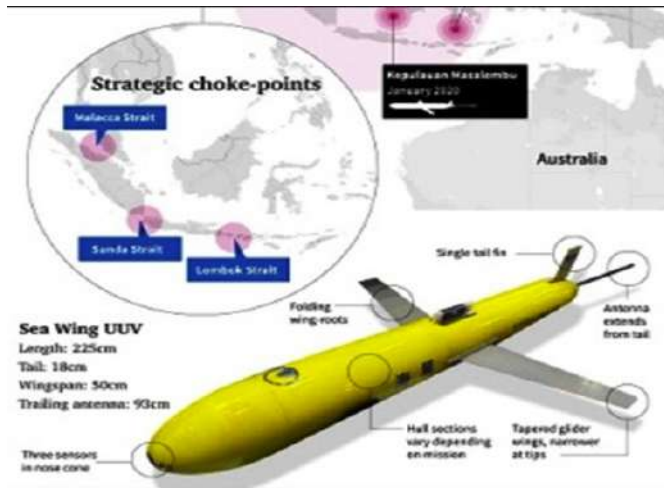 Strategic choke-points
Malacca Strait
Sunda Strait
Lombok Strait
Kepulauan Masalembu
January 2020
Australia
Single tail fin
Folding
wing-roots
Antenna
extends
from tail
Sea Wing UUV
Length: 225cm
Tail: 18cm
Wingspan: 50cm
Trailing antenna: 93cm
Three sensors
in nose cone
Hull sections
vary depending
on mission
Tapered glider
wings, narrower
at tips